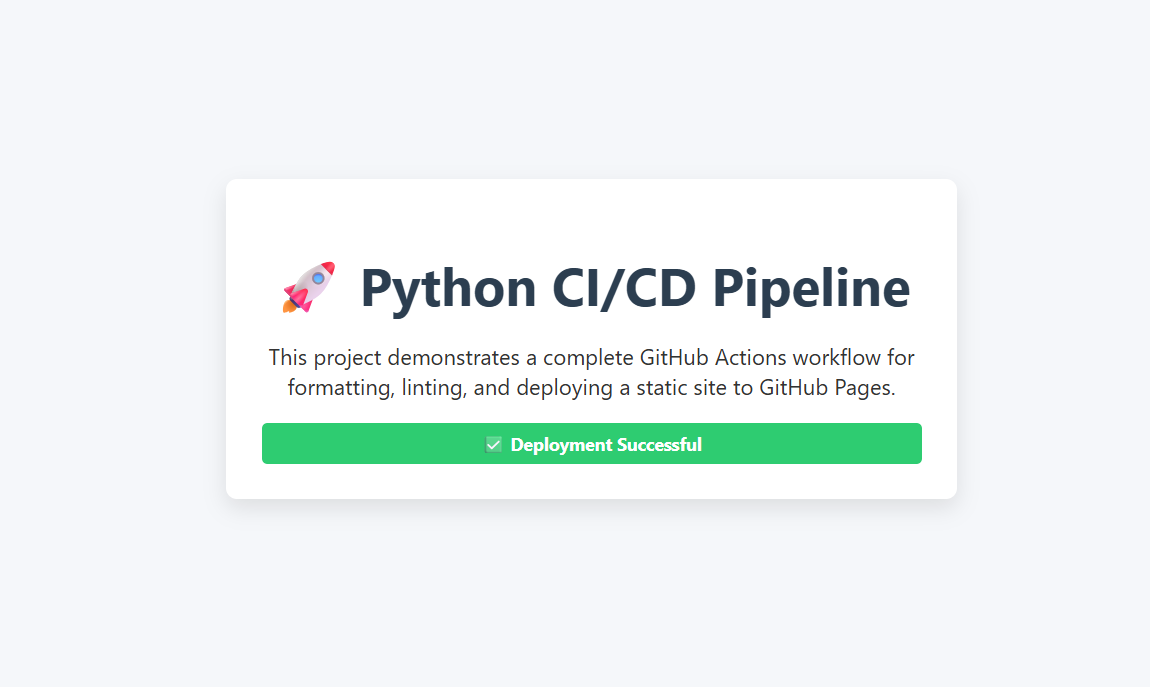 🚀 Python CI/CD Pipeline
This project demonstrates a complete GitHub Actions workflow for
formatting, linting, and deploying a static site to GitHub Pages.
✅ Deployment Successful